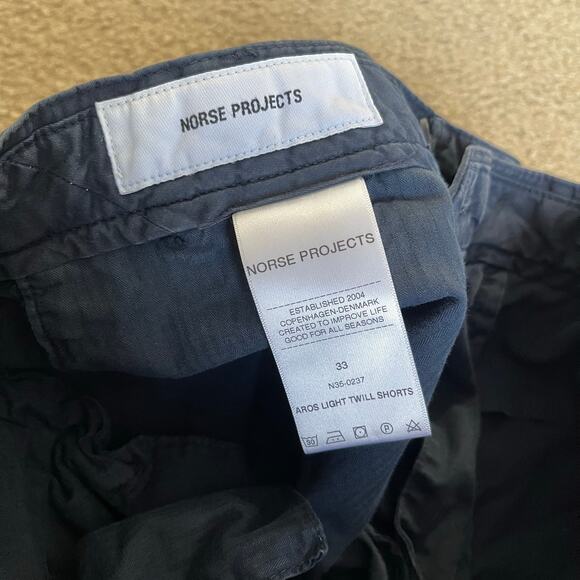 NORSE PROJECTS
NORSE PROJECTS
ESTABLISHED 2004
COPENHAGEN-DENMARK
CREATED TO IMPROVE LIFE
GOOD FOR ALL SEASONS
33
N35-0237
AROS LIGHT TWILL SHORTS
90
P